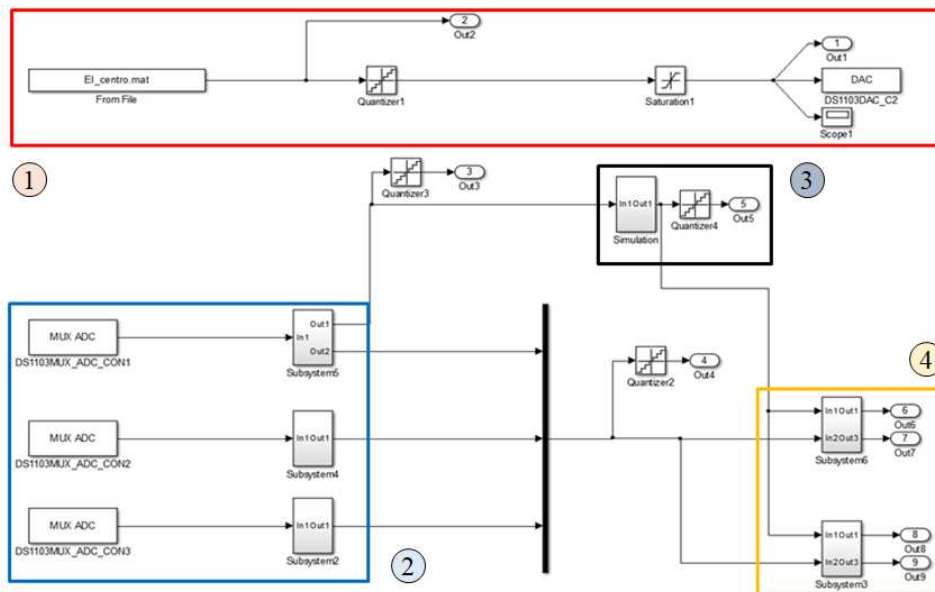 2
Out2
El_centro.mat
From File
Quantizer1
Saturation1
1
Out1
DAC
DS1103DAC_C2
Scope1
1
Quantizer3
3
Out3
3
In1 Out1
Simulation
Quantizer4
5
Out5
MUX ADC
DS1103MUX_ADC_CON1
Out1
In1
Out2
Subsystem5
Quantizer2
4
Out4
4
MUX ADC
DS1103MUX_ADC_CON2
In1 Out1
Subsystem4
In1 Out1
In2 Out3
Subsystem6
6
Out6
7
Out7
MUX ADC
DS1103MUX_ADC_CON3
In1 Out1
Subsystem2
2
In1 Out1
In2 Out3
Subsystem3
8
Out8
9
Out9